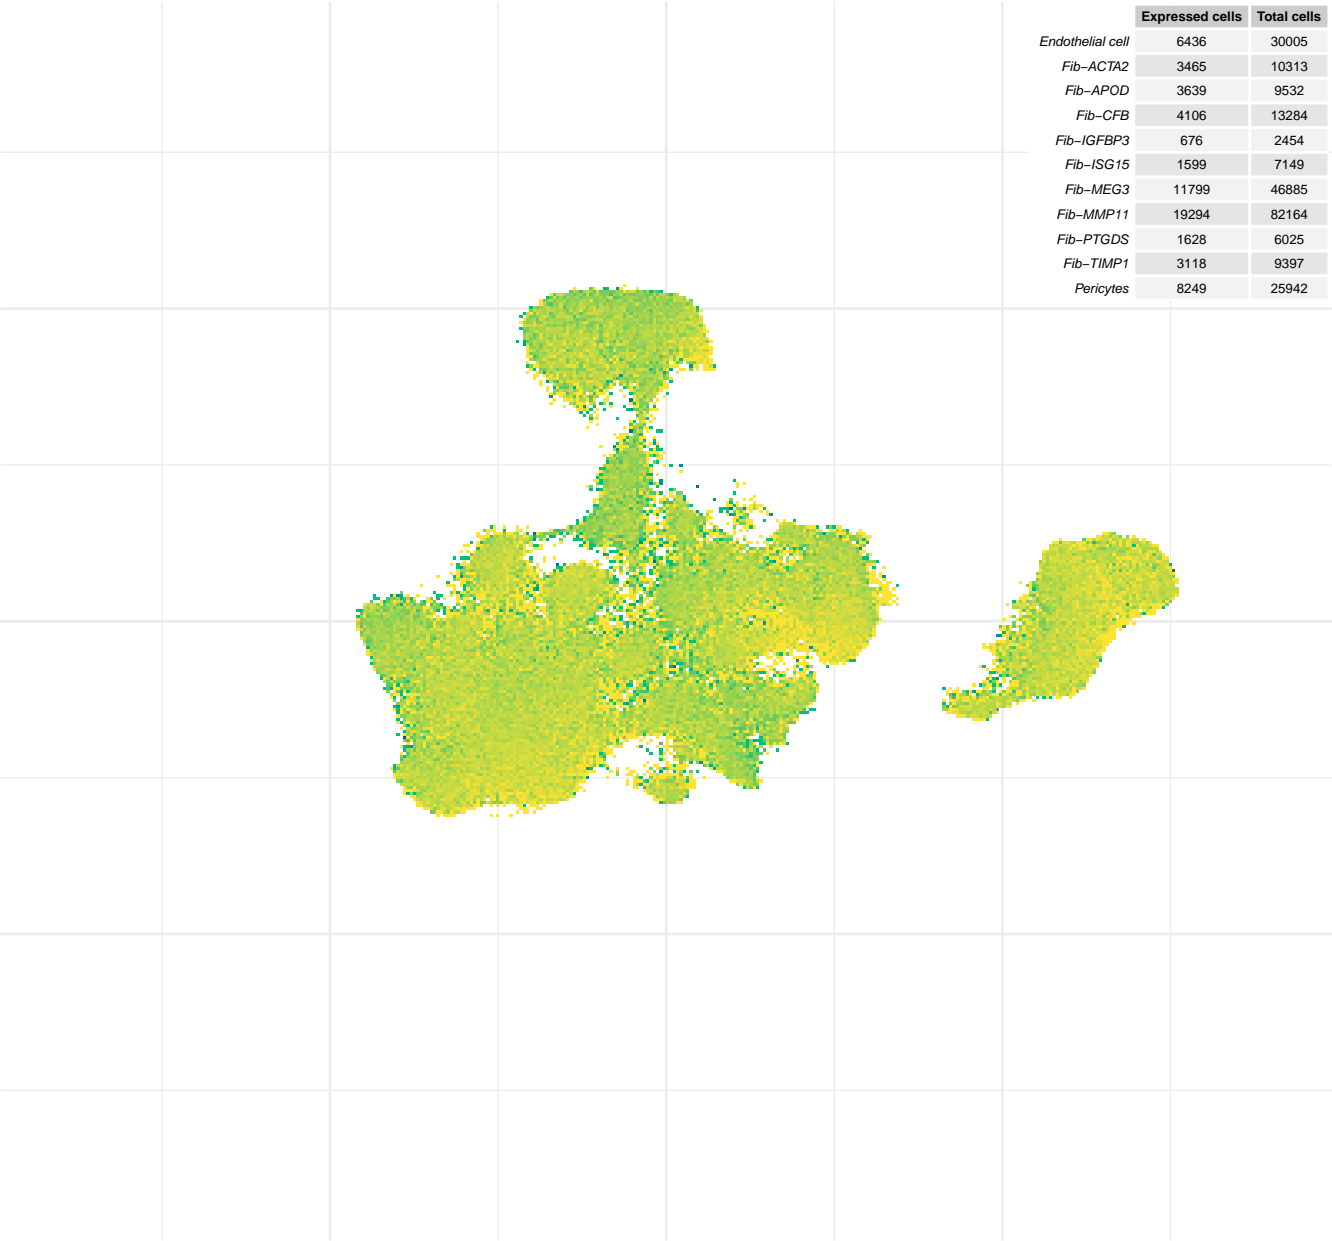 Expressed cells Total cells
Endothelial cell 6436 30005
Fib−ACTA2 3465 10313
Fib−APOD 3639 9532
Fib−CFB 4106 13284
Fib−IGFBP3 676 2454
Fib−ISG15 1599 7149
Fib−MEG3 11799 46885
Fib−MMP11 19294 82164
Fib−PTGDS 1628 6025
Fib−TIMP1 3118 9397
Pericytes 8249 25942